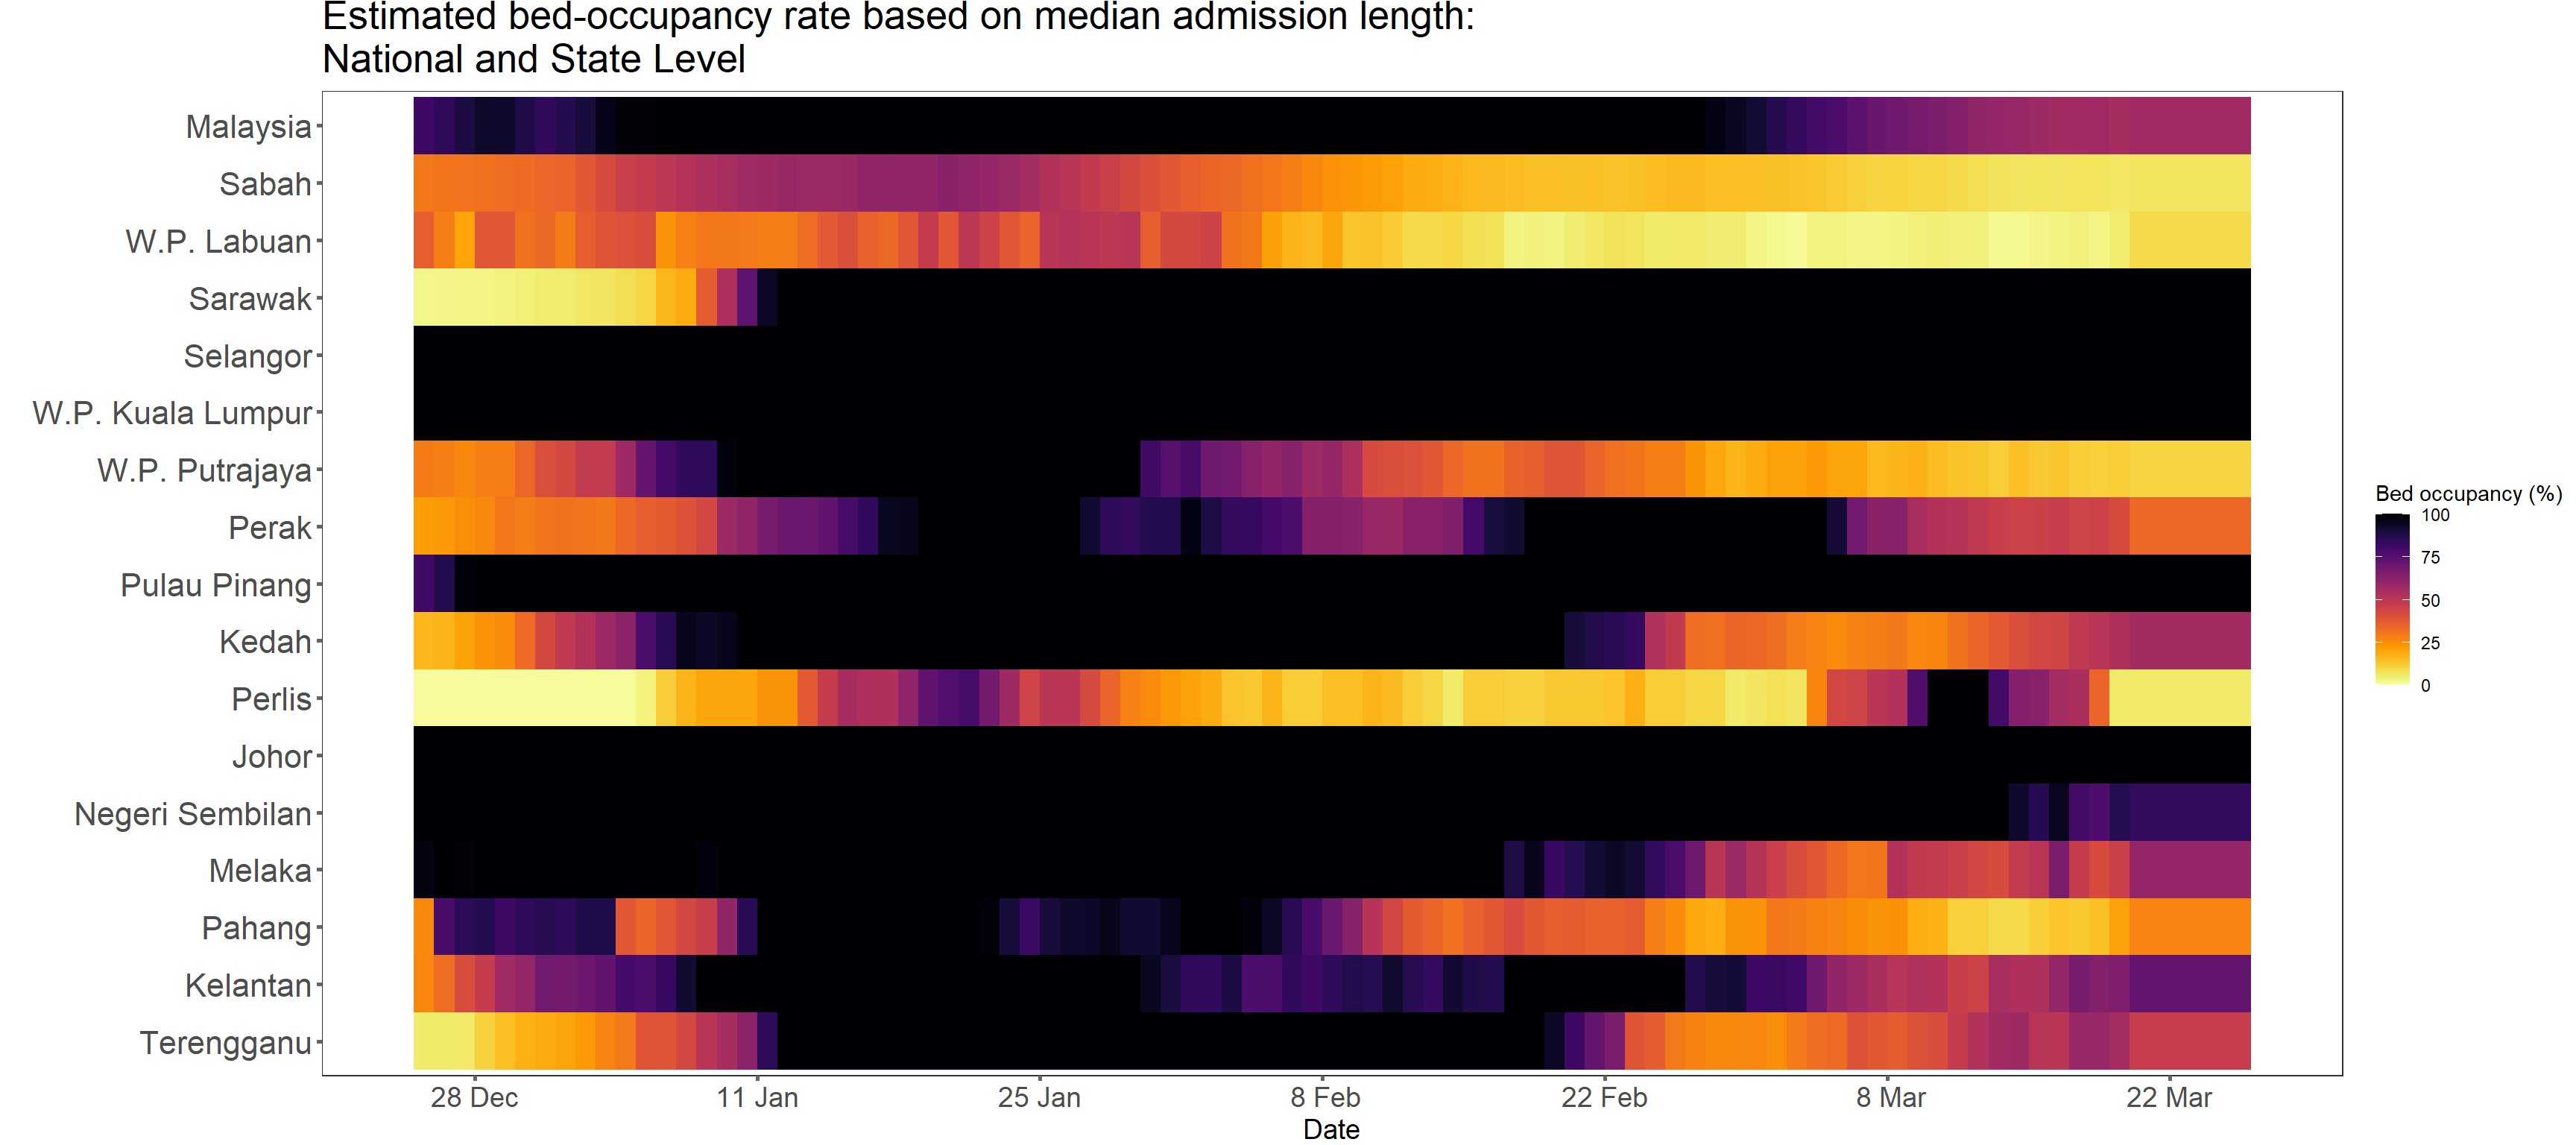 Estimated bed-occupancy rate based on median admission length:
National and State Level
Malaysia
Sabah
W.P. Labuan
Sarawak
Selangor
W.P. Kuala Lumpur
W.P. Putrajaya
Perak
Pulau Pinang
Kedah
Perlis
Johor
Negeri Sembilan
Melaka
Pahang
Kelantan
Terengganu
28 Dec 11 Jan 25 Jan 8 Feb 22 Feb 8 Mar 22 Mar
Date
Bed occupancy (%)
100
75
50
25
0